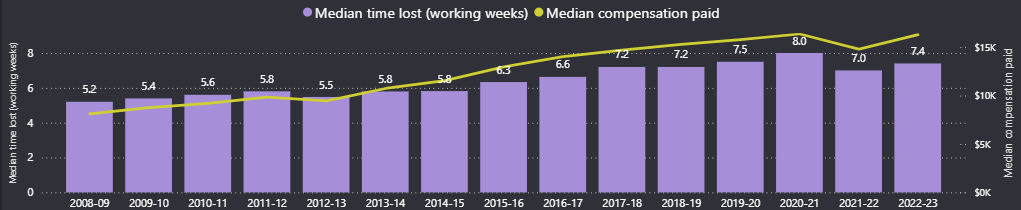 Median time lost (working weeks) Median compensation paid
Median time lost (working weeks)
8
6
4
2
0
5.2 5.4 5.6 5.8 5.5 5.8 5.8 6.3 6.6 7.2 7.2 7.5 8.0 7.0 7.4
$15K
$10K
$5K
$0K
Median compensation paid
2008-09 2009-10 2010-11 2011-12 2012-13 2013-14 2014-15 2015-16 2016-17 2017-18 2018-19 2019-20 2020-21 2021-22 2022-23